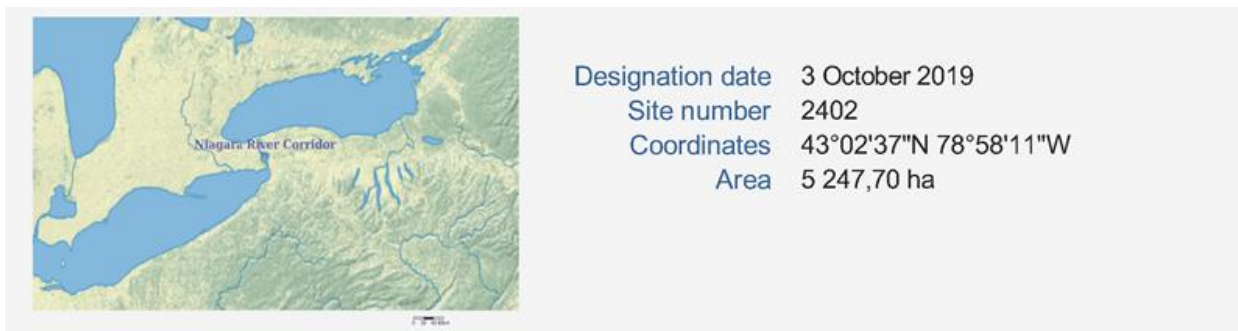 Niagara River Corridor
Designation date 3 October 2019
Site number 2402
Coordinates 43°02'37"N 78°58'11"W
Area 5 247,70 ha